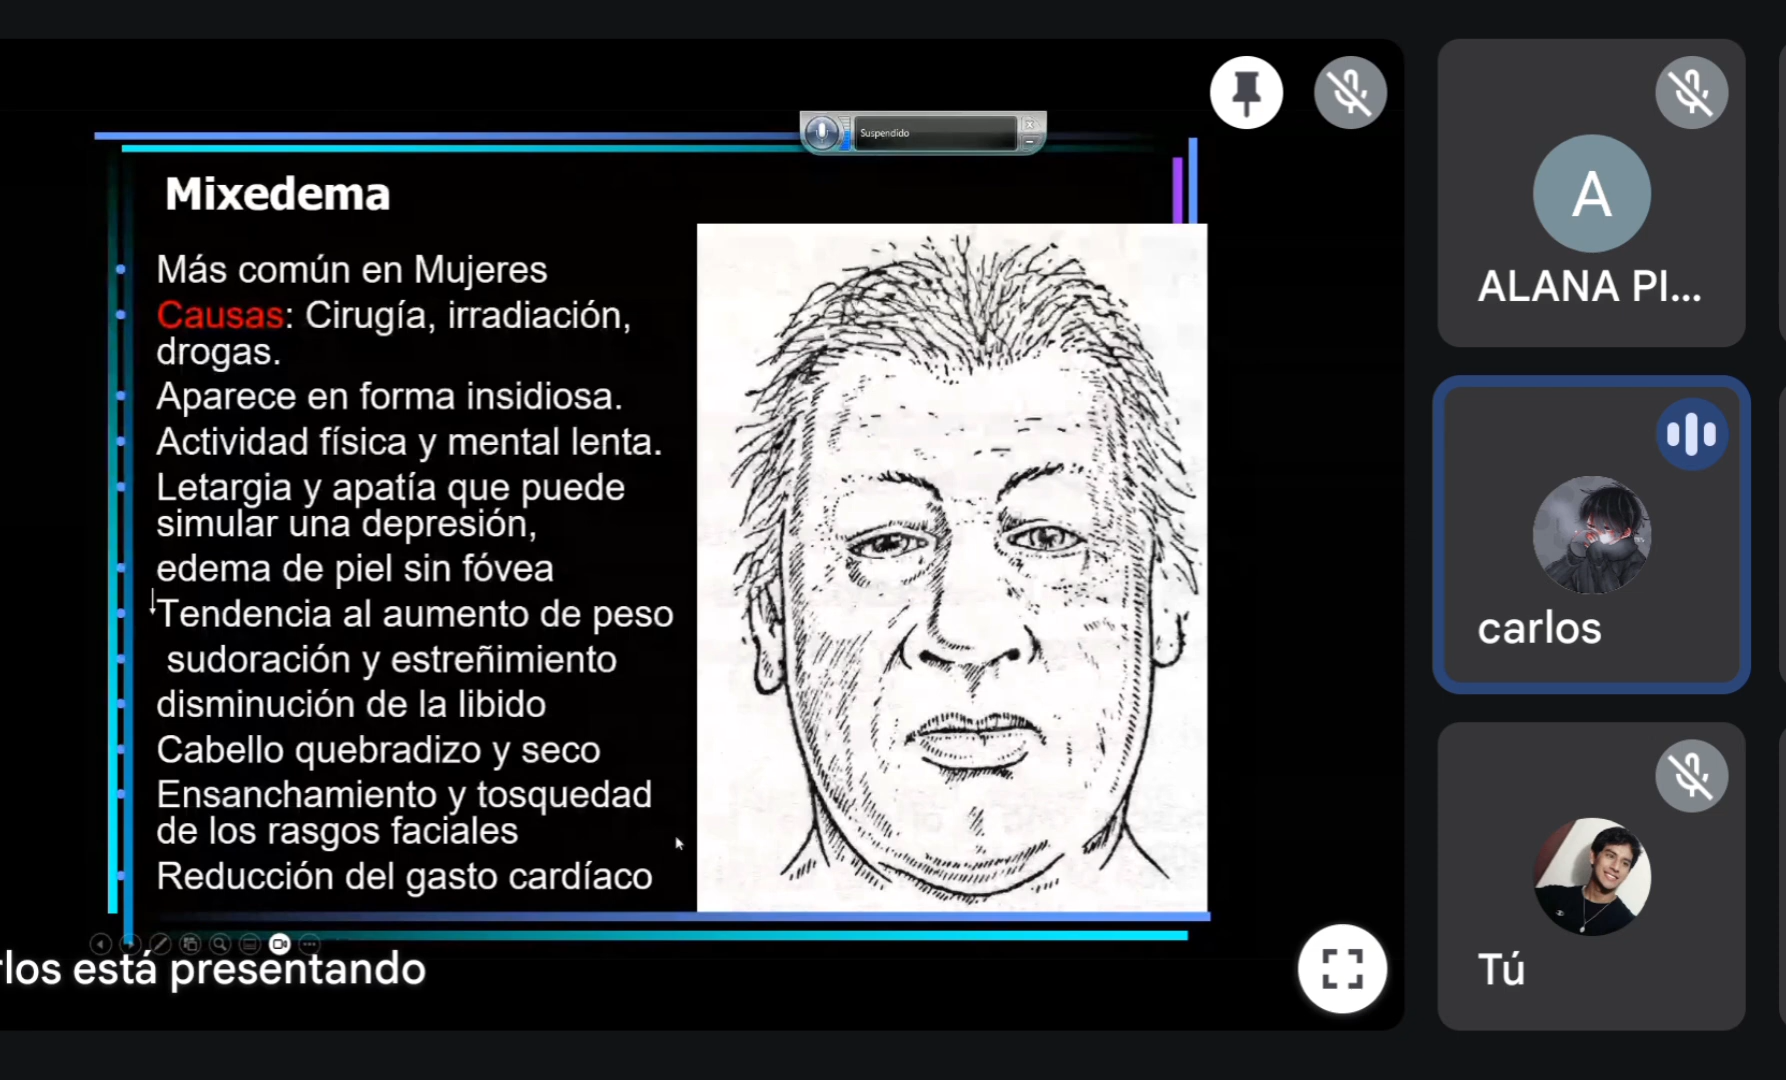 Suspendido
Mixedema
Más común en Mujeres
Causas: Cirugía, irradiación,
drogas.
Aparece en forma insidiosa.
Actividad física y mental lenta.
Letargia y apatía que puede
simular una depresión,
edema de piel sin fóvea
↓Tendencia al aumento de peso
sudoración y estreñimiento
disminución de la libido
Cabello quebradizo y seco
Ensanchamiento y tosquedad
de los rasgos faciales
Reducción del gasto cardíaco
rlos está presentando
A
ALANA PI...
carlos
Tú